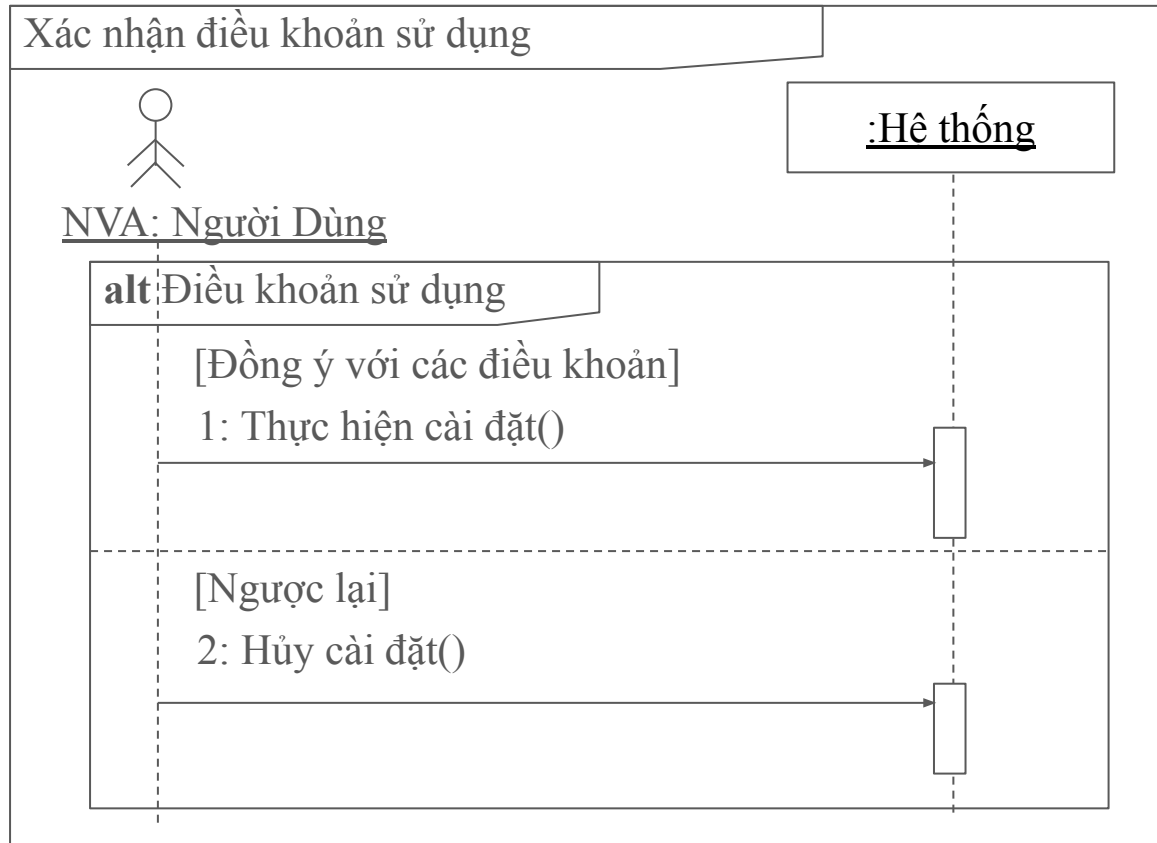 Xác nhận điều khoản sử dụng
:Hê thống
NVA: Người Dùng
alt Điều khoản sử dụng
[Đồng ý với các điều khoản]
1: Thực hiện cài đặt()
[Ngược lại]
2: Hủy cài đặt()